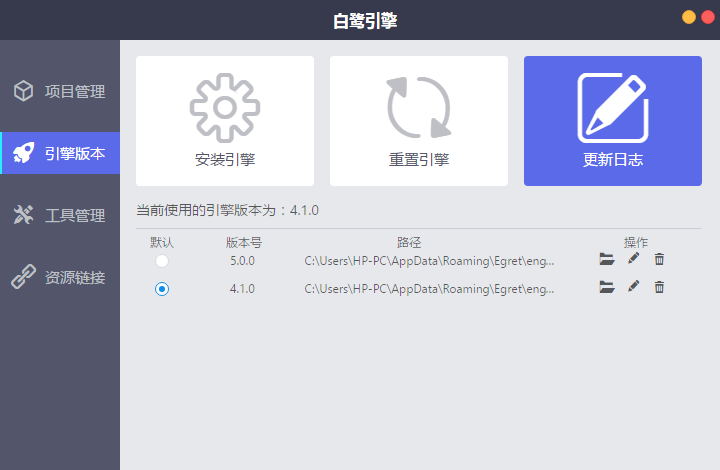 白鹭引擎
项目管理
引擎版本
工具管理
资源链接
安装引擎
重置引擎
更新日志
当前使用的引擎版本为：4.1.0
默认 版本号 路径 操作
5.0.0 C:\Users\HP-PC\AppData\Roaming\Egret\eng...
4.1.0 C:\Users\HP-PC\AppData\Roaming\Egret\eng...